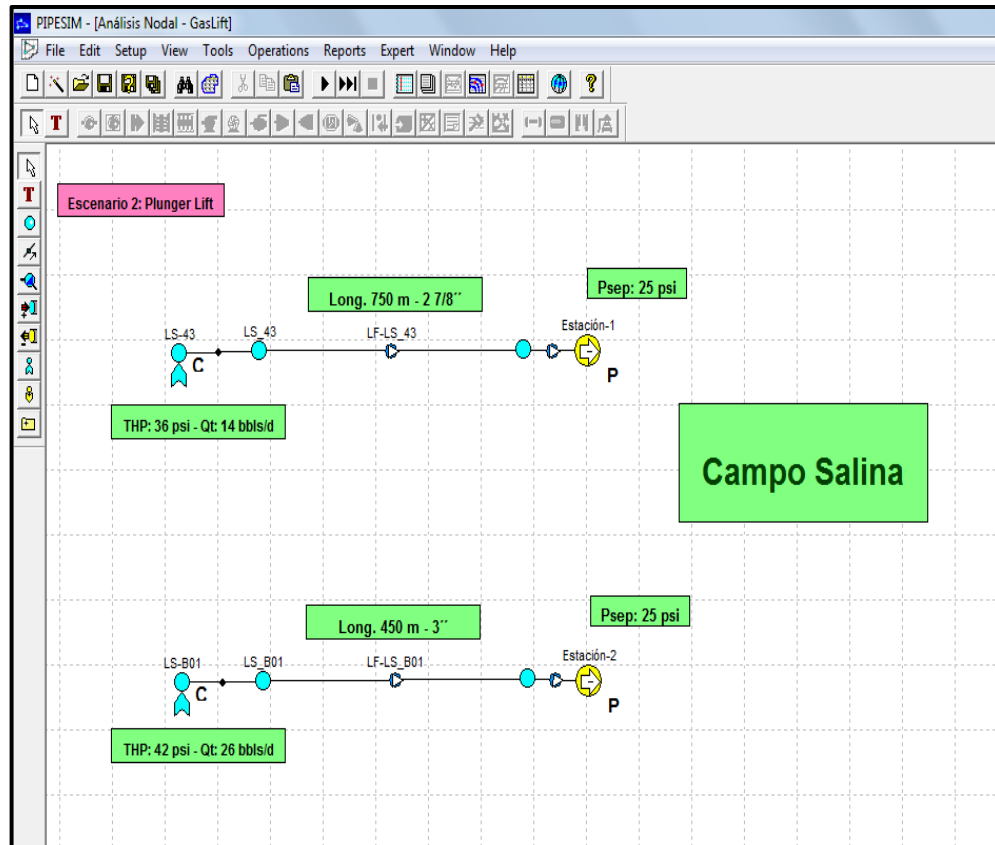 PIPESIM - [Análisis Nodal - GasLift]
File Edit Setup View Tools Operations Reports Expert Window Help
T
T
Escenario 2: Plunger Lift
Long. 750 m - 2 7/8´´
Psep: 25 psi
LS-43
LS_43
LF-LS_43
Estación-1
C
P
THP: 36 psi - Qt: 14 bbls/d
Campo Salina
Long. 450 m - 3´´
Psep: 25 psi
LS-B01
LS_B01
LF-LS_B01
Estación-2
C
P
THP: 42 psi - Qt: 26 bbls/d